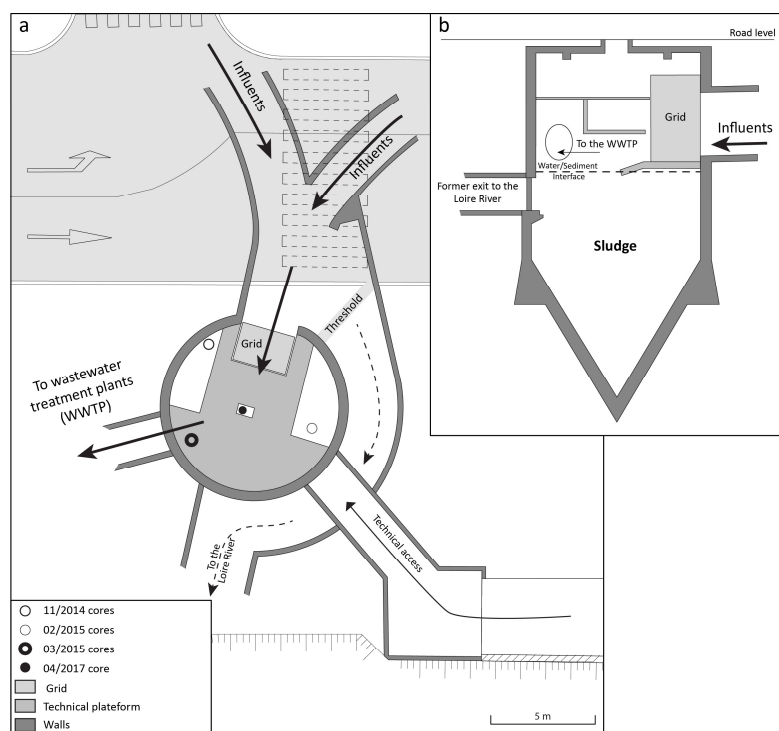 a
Influents
Influents
Threshold
Grid
To wastewater
treatment plants
(WWTP)
Technical access
To the
Loire River
11/2014 cores
02/2015 cores
03/2015 cores
04/2017 core
Grid
Technical plateform
Walls
5 m
b
Road level
Grid
Influents
To the WWTP
Water/Sediment
Interface
Former exit to the
Loire River
Sludge